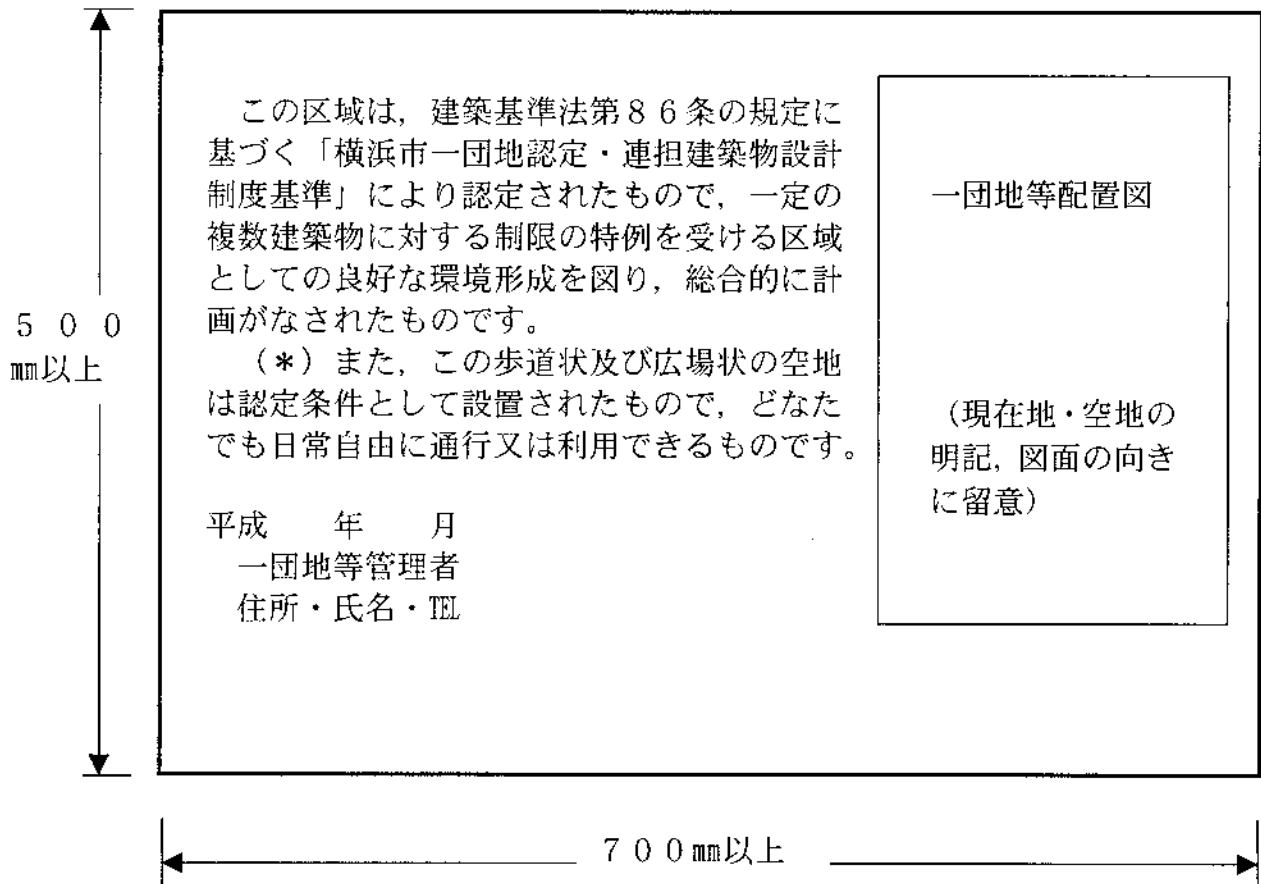 この区域は，建築基準法第８６条の規定に
基づく「横浜市一団地認定・連担建築物設計
制度基準」により認定されたもので，一定の
複数建築物に対する制限の特例を受ける区域
としての良好な環境形成を図り，総合的に計
画がなされたものです。
（＊）また，この歩道状及び広場状の空地
は認定条件として設置されたもので，どなた
でも日常自由に通行又は利用できるものです。
平成　　年　　月
一団地等管理者
住所・氏名・℡
一団地等配置図
（現在地・空地の
明記，図面の向き
に留意）
５００
㎜以上
７００㎜以上